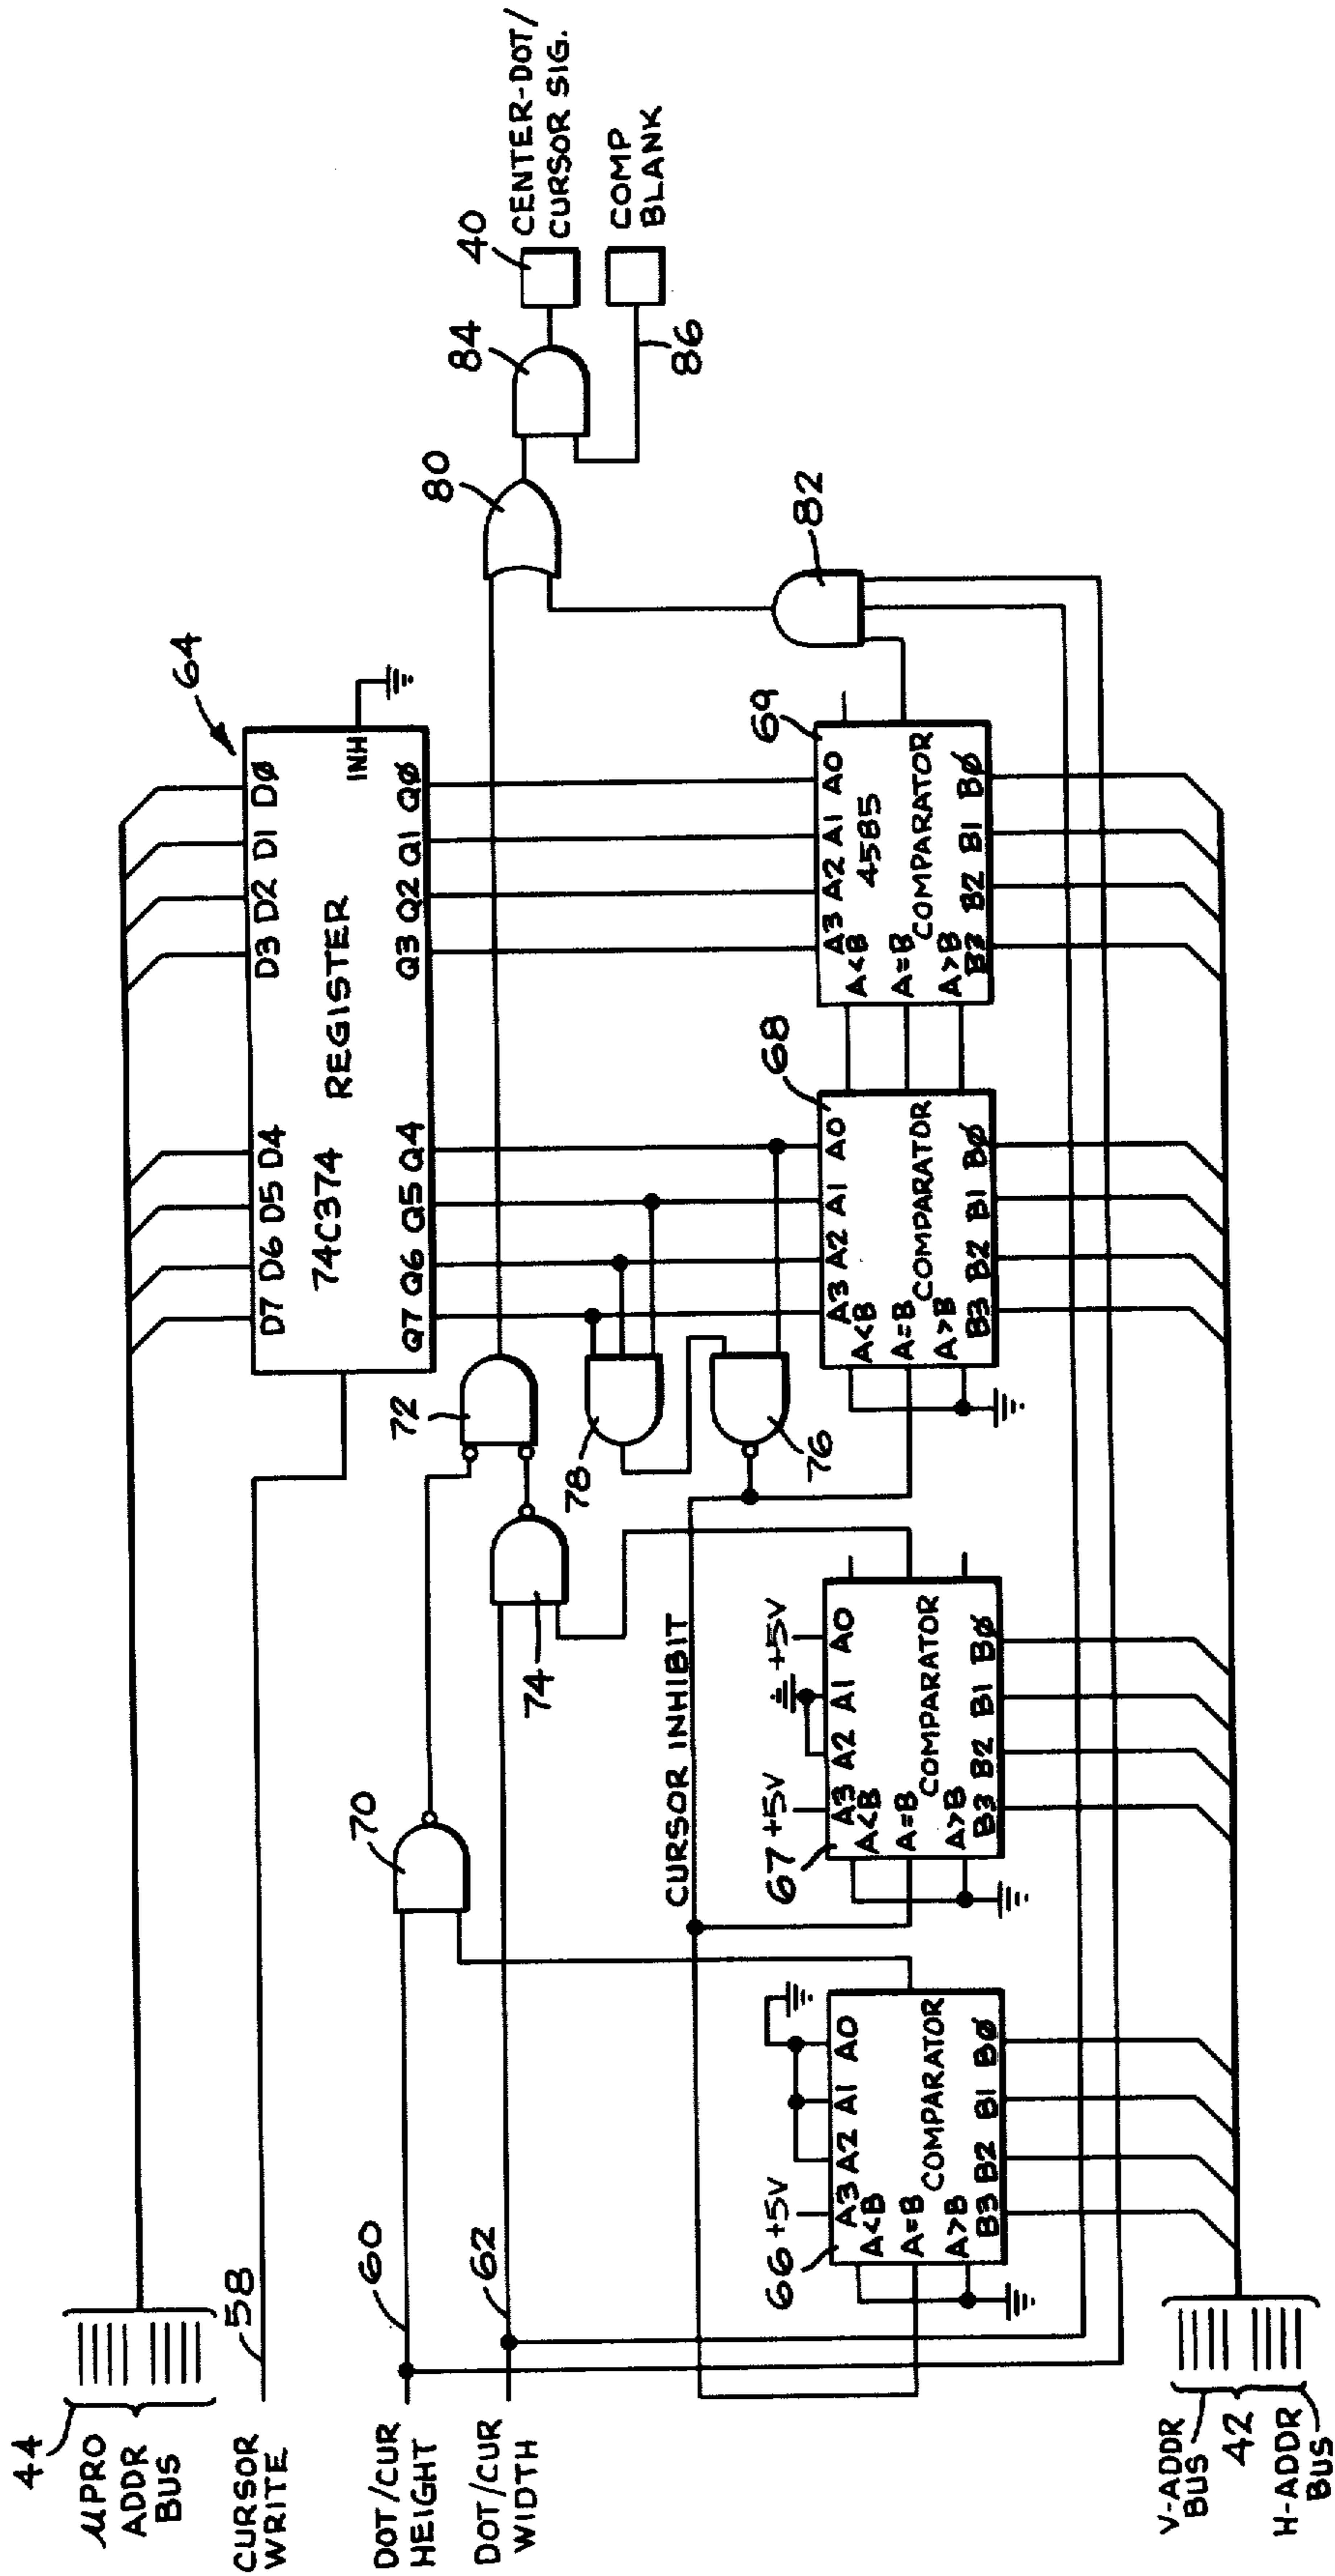 44
µPRO
ADDR
BUS
CURSOR
WRITE
58
DOT/CUR
HEIGHT
60
DOT/CUR
WIDTH
62
64
D7 D6 D5 D4 D3 D2 D1 DØ
74C374
REGISTER
INH
Q7 Q6 Q5 Q4 Q3 Q2 Q1 QØ
70
72
74
78
76
80
84
40
CENTER-DOT/
CURSOR SIG.
COMP
BLANK
86
82
CURSOR INHIBIT
66
+5V
A3 A2 A1 A0
A<B
A=B
A>B
COMPARATOR
B3 B2 B1 BØ
67
+5V
+5V
A3 A2 A1 A0
A<B
A=B
A>B
COMPARATOR
B3 B2 B1 BØ
68
A3 A2 A1 A0
A<B
A=B
A>B
COMPARATOR
B3 B2 B1 BØ
69
A3 A2 A1 A0
4585
A<B
A=B
A>B
COMPARATOR
B3 B2 B1 BØ
V-ADDR
BUS
42
H-ADDR
BUS